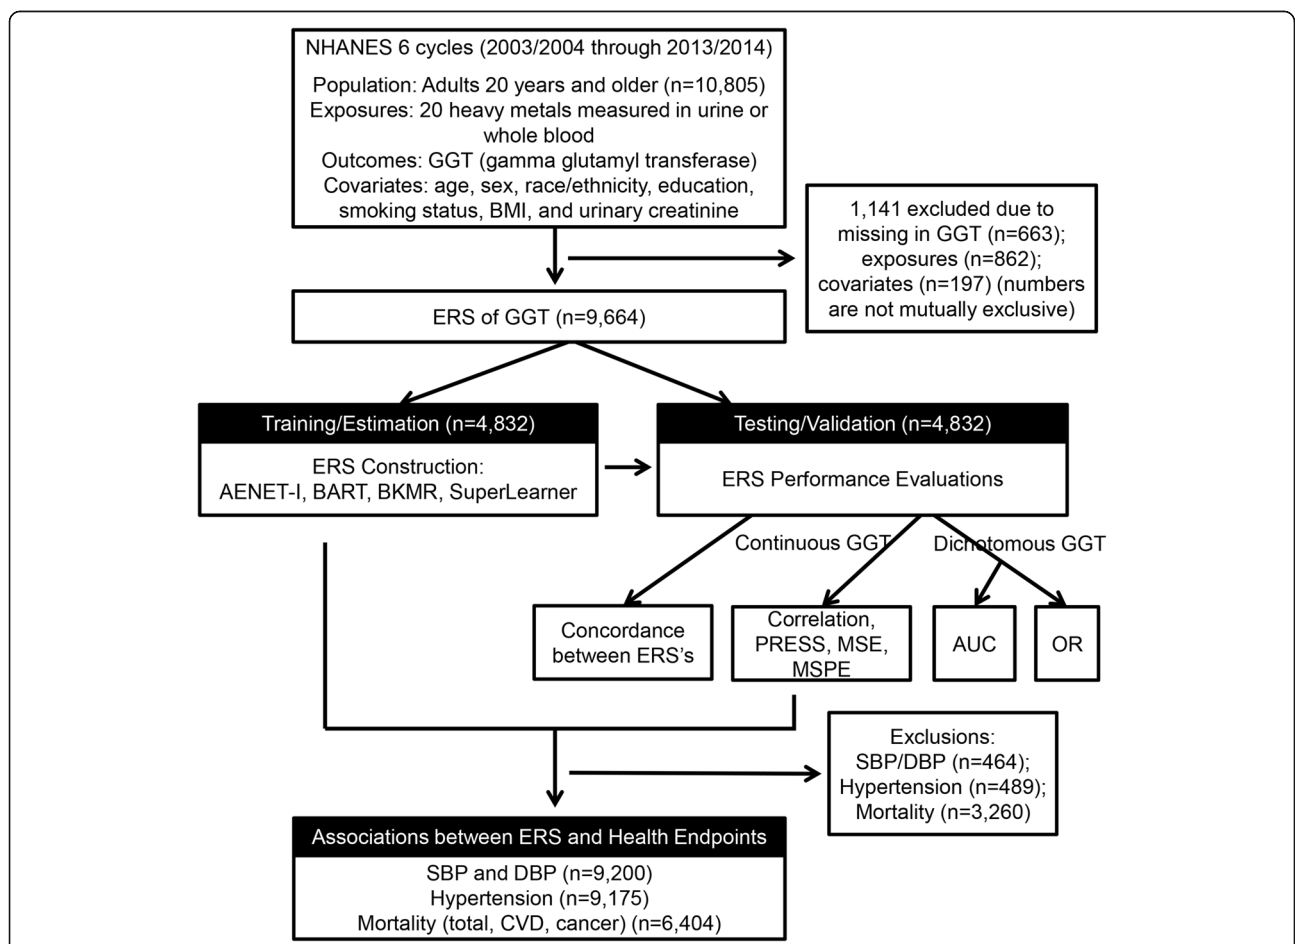 NHANES 6 cycles (2003/2004 through 2013/2014)
Population: Adults 20 years and older (n=10,805)
Exposures: 20 heavy metals measured in urine or
whole blood
Outcomes: GGT (gamma glutamyl transferase)
Covariates: age, sex, race/ethnicity, education,
smoking status, BMI, and urinary creatinine
1,141 excluded due to
missing in GGT (n=663);
exposures (n=862);
covariates (n=197) (numbers
are not mutually exclusive)
ERS of GGT (n=9,664)
Training/Estimation (n=4,832)
ERS Construction:
AENET-I, BART, BKMR, SuperLearner
Testing/Validation (n=4,832)
ERS Performance Evaluations
Continuous GGT
Dichotomous GGT
Concordance
between ERS's
Correlation,
PRESS, MSE,
MSPE
AUC
OR
Exclusions:
SBP/DBP (n=464);
Hypertension (n=489);
Mortality (n=3,260)
Associations between ERS and Health Endpoints
SBP and DBP (n=9,200)
Hypertension (n=9,175)
Mortality (total, CVD, cancer) (n=6,404)